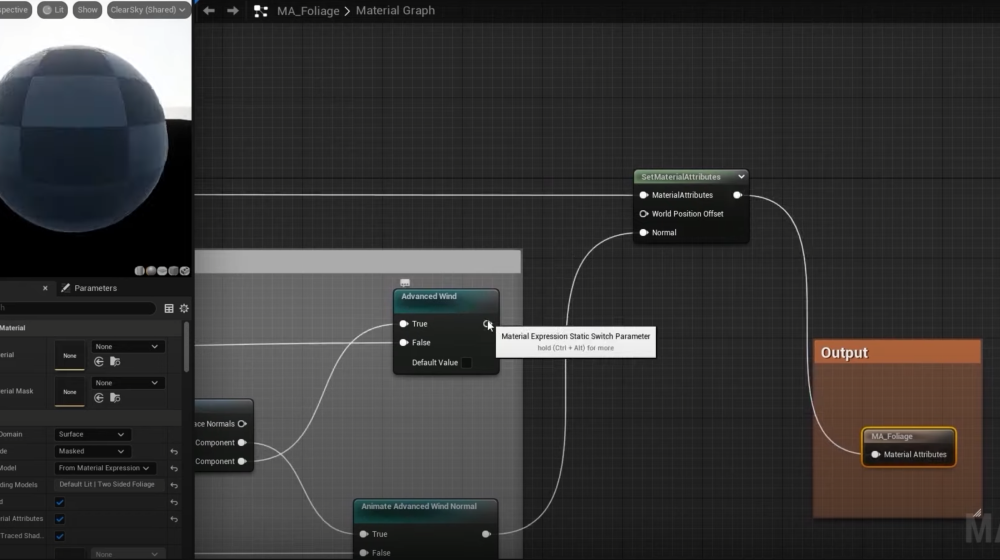 spective
Lit
Show
ClearSky (Shared)
MA_Foliage > Material Graph
SetMaterialAttributes
MaterialAttributes
World Position Offset
Normal
Advanced Wind
True
False
Default Value
Material Expression Static Switch Parameter
hold (Ctrl + Alt) for more
Output
MA_Foliage
Material Attributes
ace Normals
Component
Component
Animate Advanced Wind Normal
True
False
Parameters
h
Material
erial
None
None
erial Mask
None
None
Domain
Surface
de
Masked
Model
From Material Expression
ding Models
Default Lit | Two Sided Foliage
d
rial Attributes
Traced Shad..
None
MA